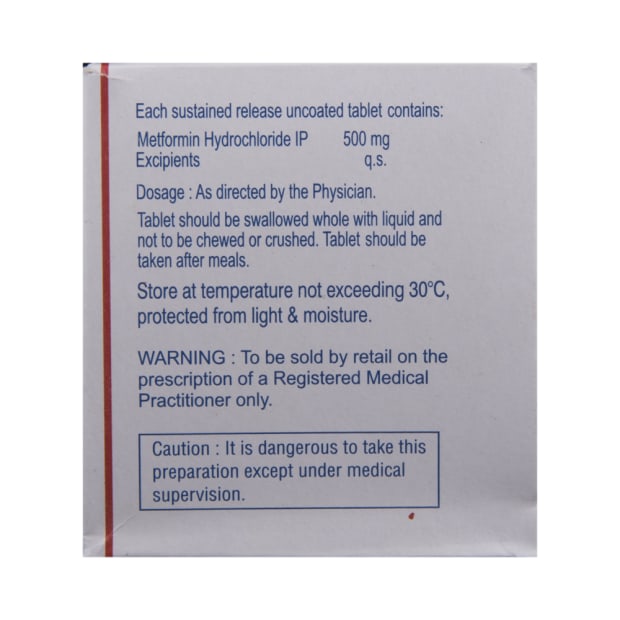 Each sustained release uncoated tablet contains:
Metformin Hydrochloride IP 500 mg
Excipients q.s.
Dosage : As directed by the Physician.
Tablet should be swallowed whole with liquid and
not to be chewed or crushed. Tablet should be
taken after meals.
Store at temperature not exceeding 30°C,
protected from light & moisture.
WARNING : To be sold by retail on the
prescription of a Registered Medical
Practitioner only.
Caution : It is dangerous to take this
preparation except under medical
supervision.